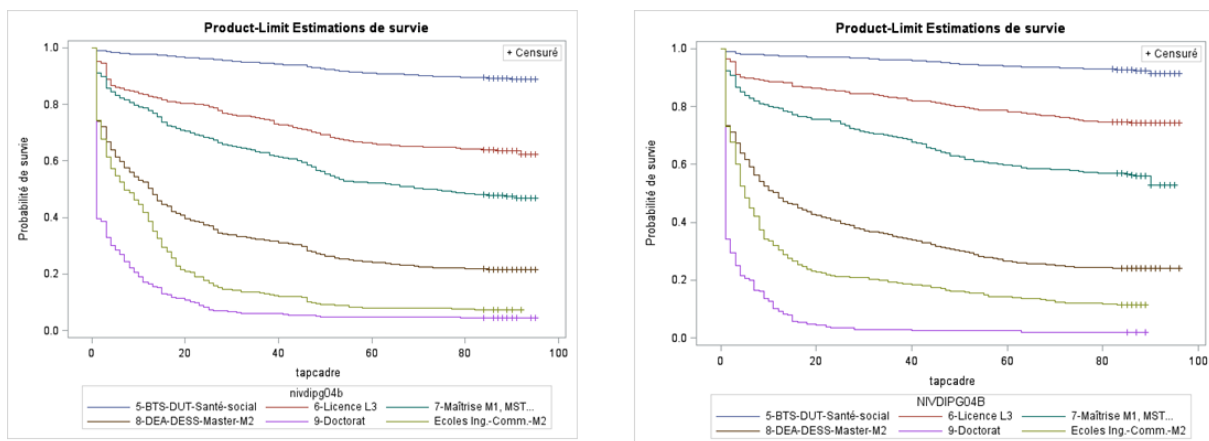 Product-Limit Estimations de survie
+ Censuré
Probabilité de survie
1.0
0.8
0.6
0.4
0.2
0.0
0 20 40 60 80 100
tapcadre
nivdipg04b
5-BTS-DUT-Santé-social 6-Licence L3 7-Maîtrise M1, MST...
8-DEA-DESS-Master-M2 9-Doctorat Ecoles Ing.-Comm.-M2
Product-Limit Estimations de survie
+ Censuré
Probabilité de survie
1.0
0.8
0.6
0.4
0.2
0.0
0 20 40 60 80 100
tapcadre
NIVDIPG04B
5-BTS-DUT-Santé-social 6-Licence L3 7-Maîtrise M1, MST...
8-DEA-DESS-Master-M2 9-Doctorat Ecoles Ing.-Comm.-M2